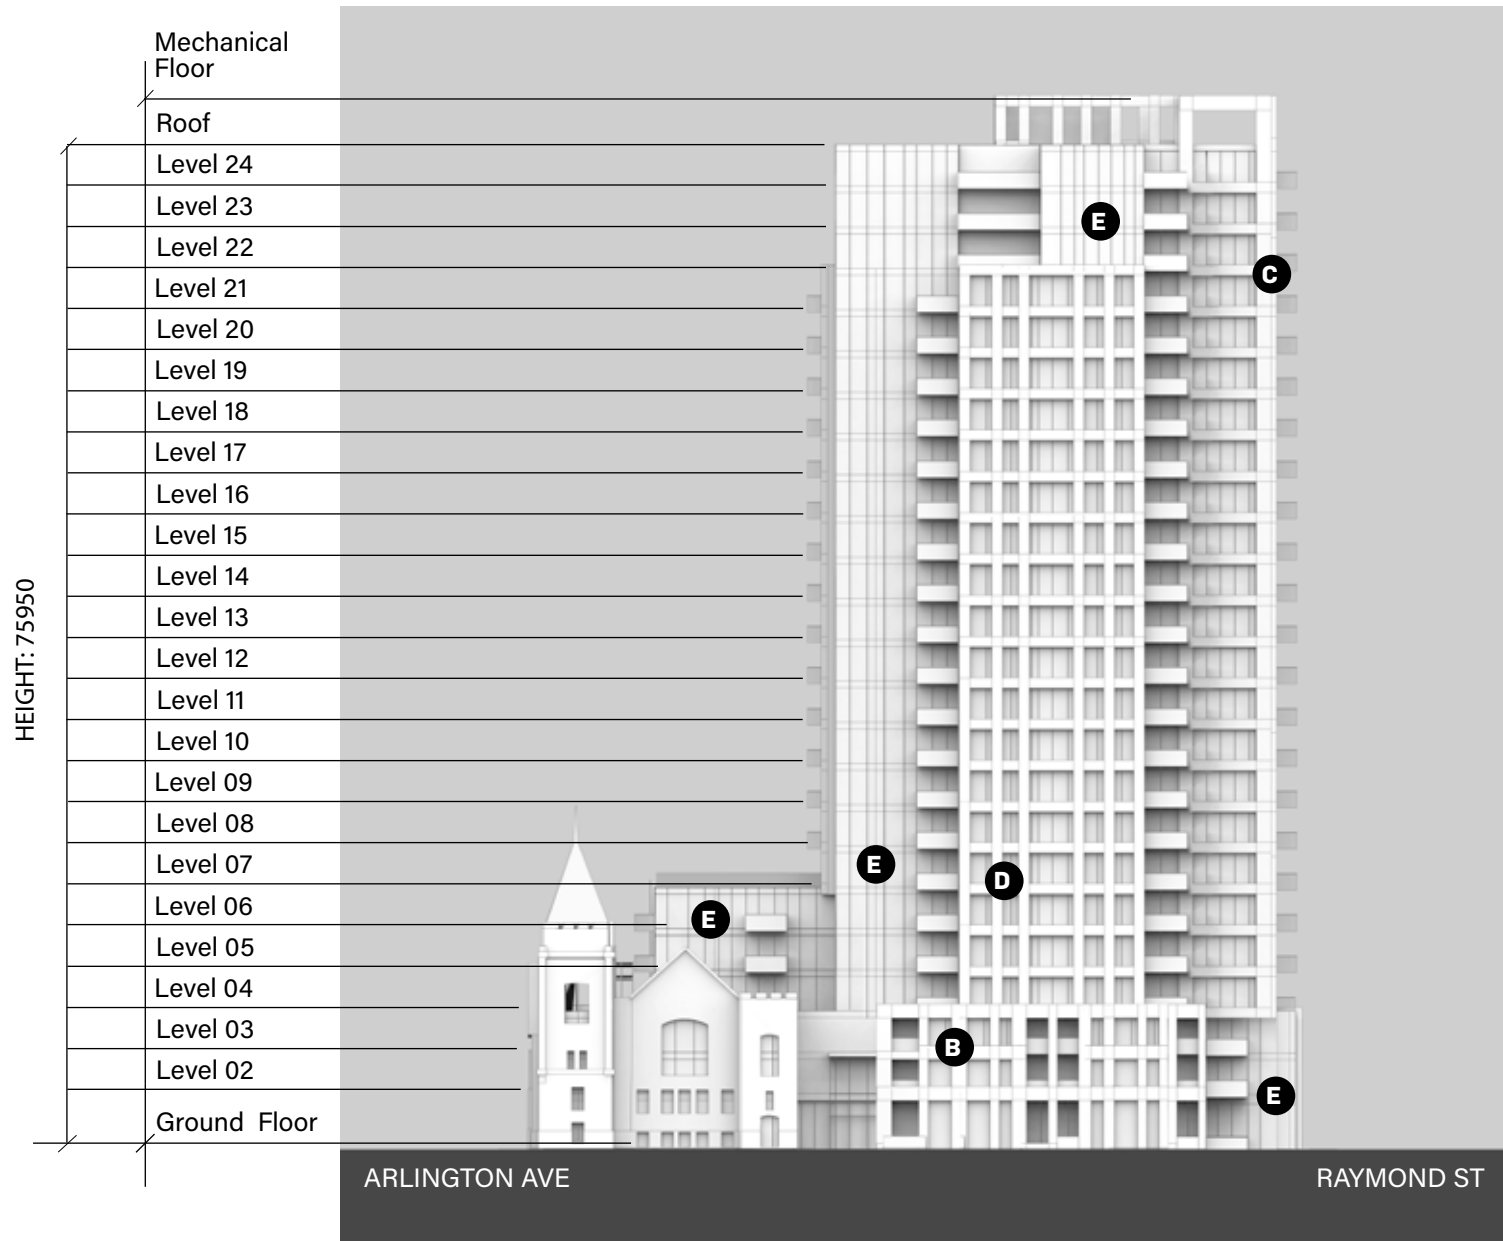 Mechanical
Floor
Roof
Level 24
Level 23
E
Level 22
C
Level 21
Level 20
Level 19
Level 18
Level 17
Level 16
Level 15
Level 14
Level 13
HEIGHT: 75950
Level 12
Level 11
Level 10
Level 09
Level 08
Level 07
E
D
Level 06
E
Level 05
Level 04
Level 03
B
Level 02
E
Ground Floor
ARLINGTON AVE
RAYMOND ST